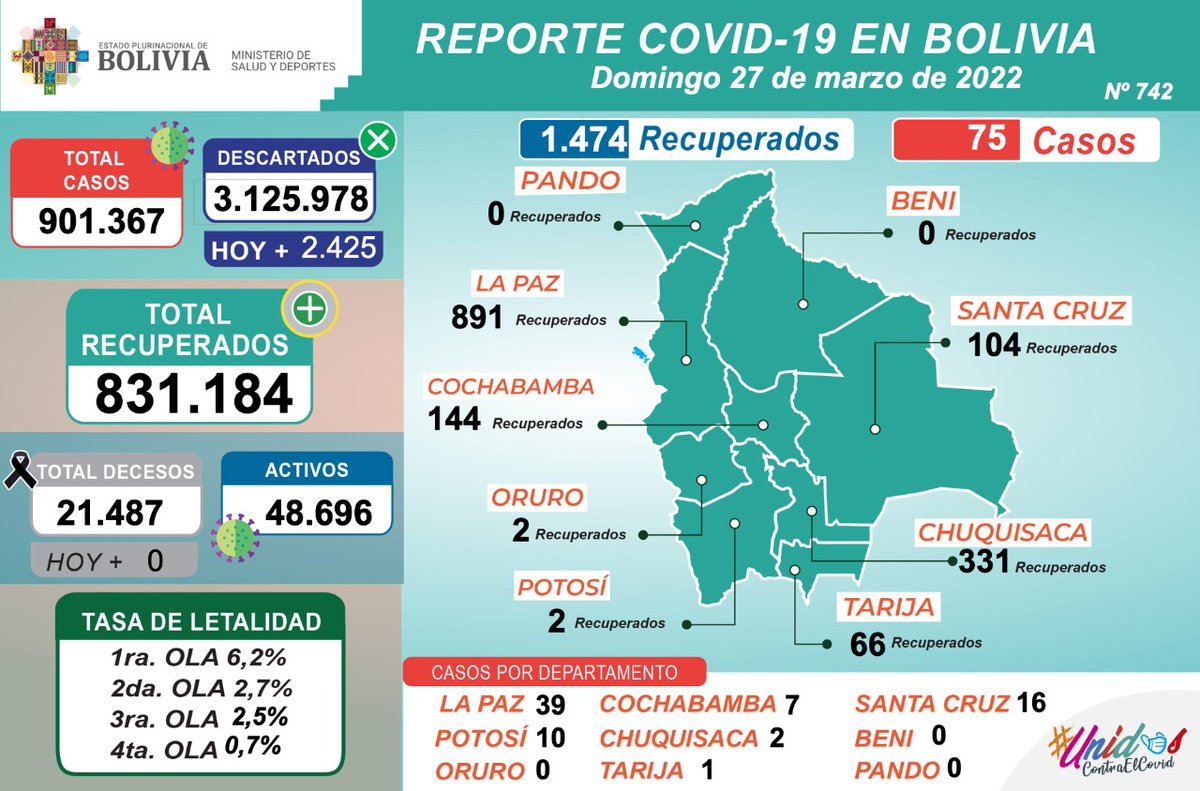 ESTADO PLURINACIONAL DE
BOLIVIA
MINISTERIO DE
SALUD Y DEPORTES
REPORTE COVID-19 EN BOLIVIA
Domingo 27 de marzo de 2022
Nº 742
TOTAL
CASOS
901.367
DESCARTADOS
3.125.978
HOY + 2.425
TOTAL
RECUPERADOS
831.184
TOTAL DECESOS
21.487
HOY + 0
ACTIVOS
48.696
TASA DE LETALIDAD
1ra. OLA 6,2%
2da. OLA 2,7%
3ra. OLA 2,5%
4ta. OLA 0,7%
1.474 Recuperados
75 Casos
PANDO
0 Recuperados
BENI
0 Recuperados
LA PAZ
891 Recuperados
SANTA CRUZ
104 Recuperados
COCHABAMBA
144 Recuperados
ORURO
2 Recuperados
CHUQUISACA
331 Recuperados
POTOSÍ
2 Recuperados
TARIJA
66 Recuperados
CASOS POR DEPARTAMENTO
LA PAZ 39 COCHABAMBA 7 SANTA CRUZ 16
POTOSÍ 10 CHUQUISACA 2 BENI 0
ORURO 0 TARIJA 1 PANDO 0
#Unidos
ContraElCovid